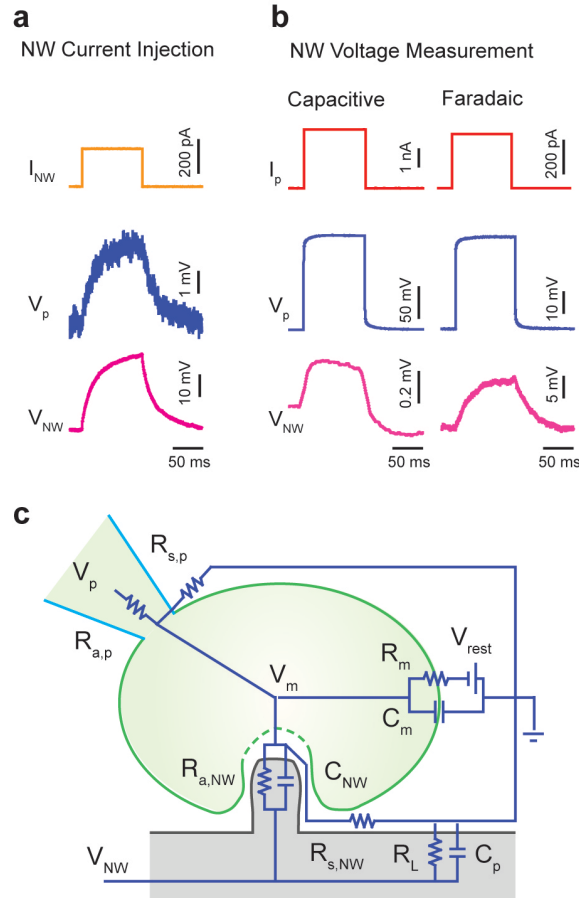 a
NW Current Injection
I_NW
200 pA
V_p
1 mV
V_NW
10 mV
50 ms
b
NW Voltage Measurement
Capacitive
Faradaic
I_p
1 nA
200 pA
V_p
50 mV
10 mV
V_NW
0.2 mV
5 mV
50 ms
50 ms
c
R_s,p
V_p
R_a,p
V_m
R_m
V_rest
C_m
R_a,NW
C_NW
V_NW
R_s,NW
R_L
C_p